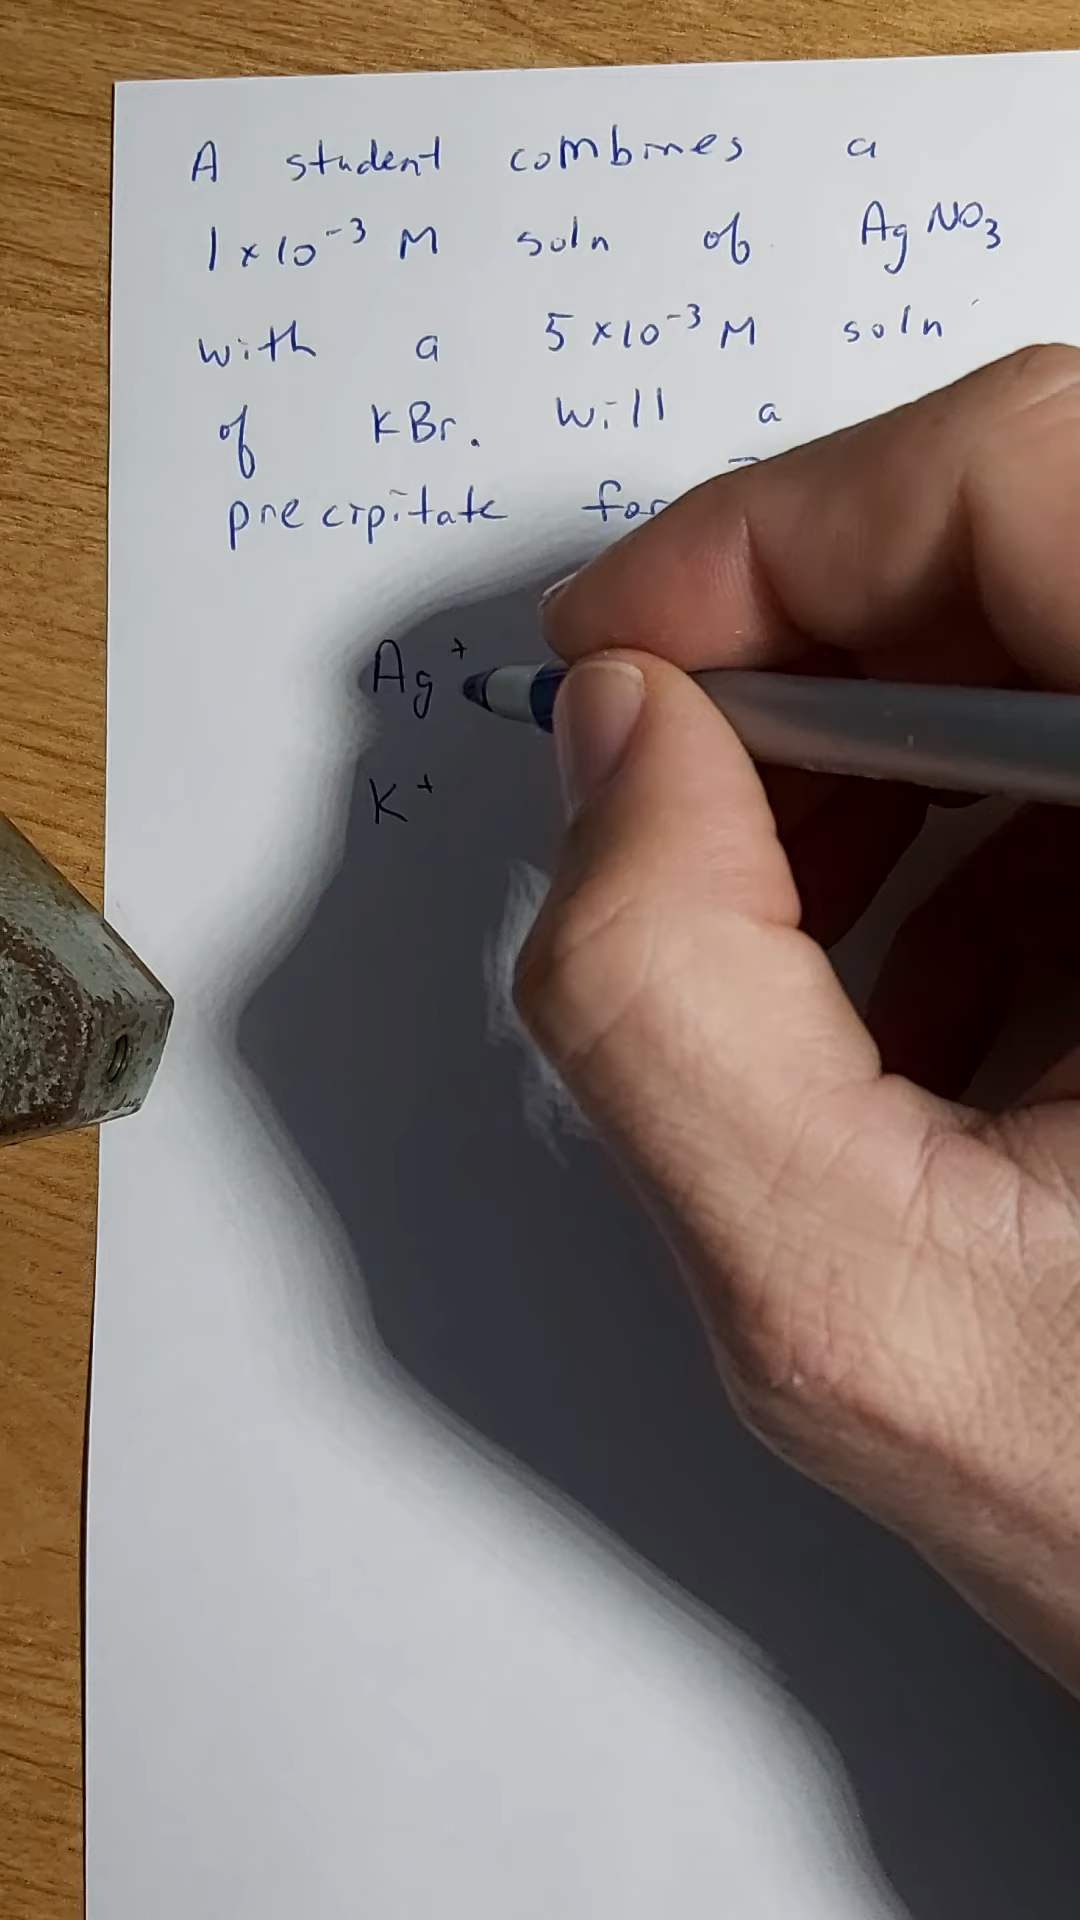 A student combines a
1 × 10⁻³ M soln of AgNO₃
with a 5 × 10⁻³ M soln
of KBr. Will a
precipitate
Ag⁺
K⁺